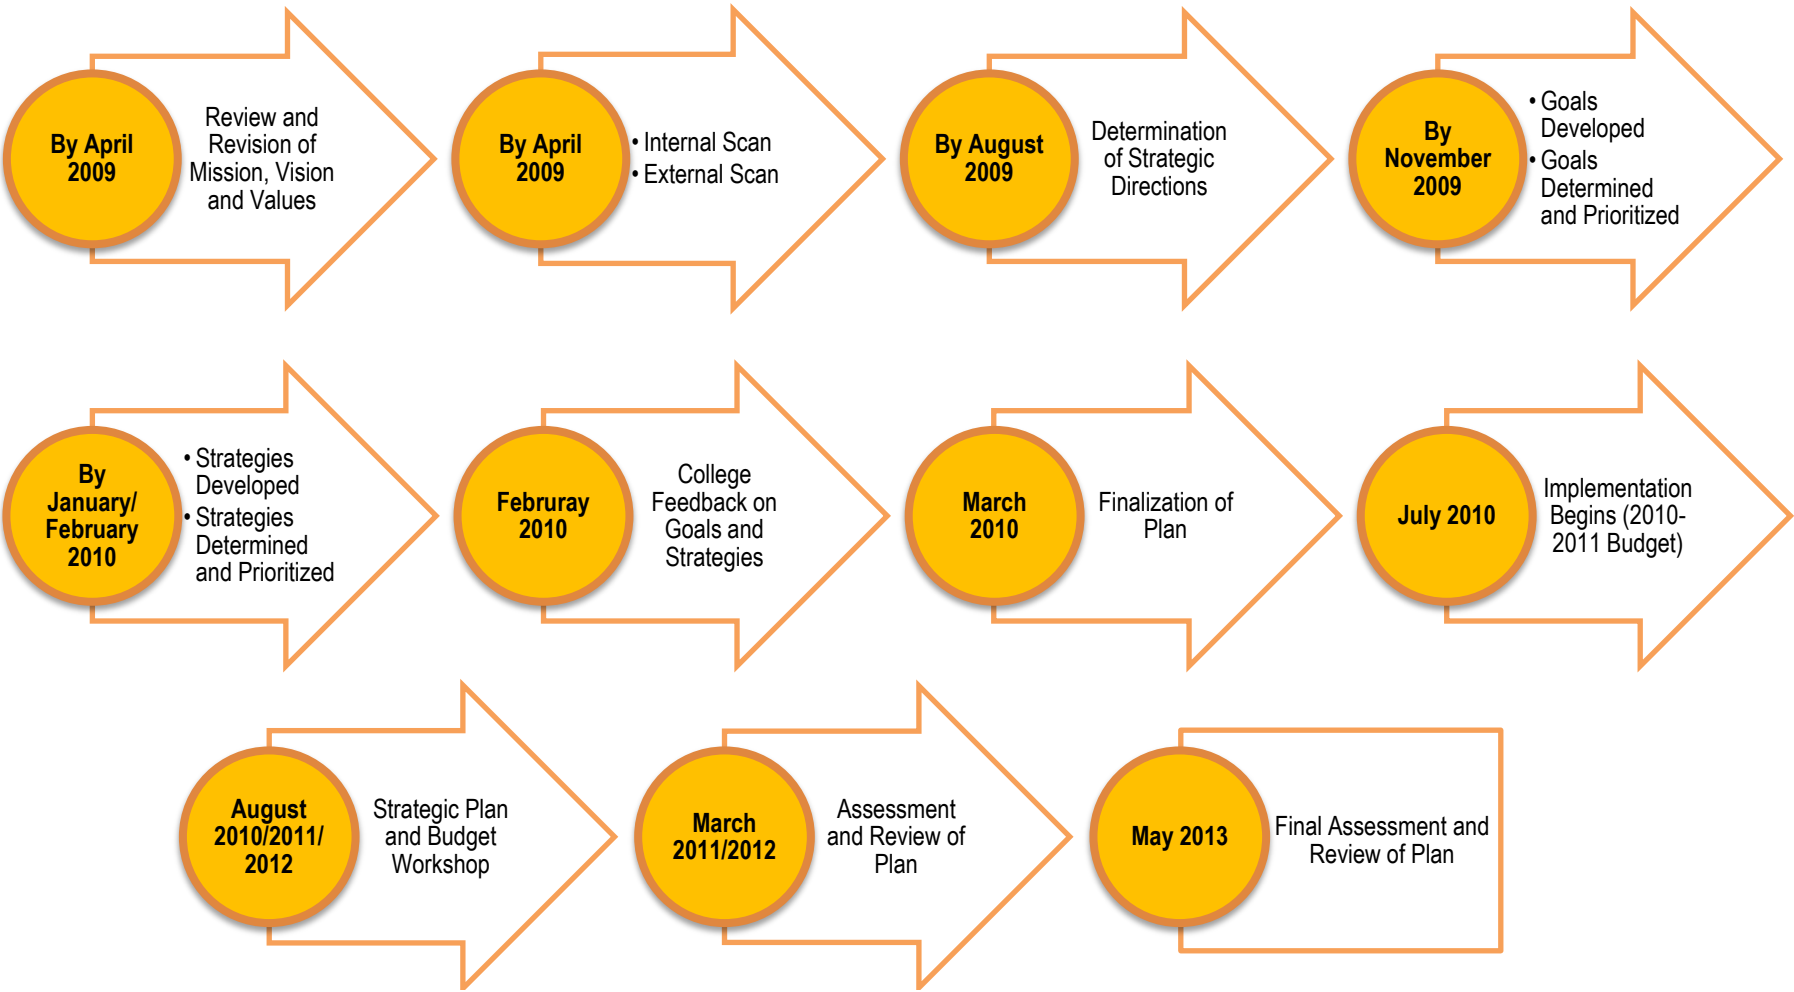 By April
2009
Review and
Revision of
Mission, Vision
and Values
By April
2009
• Internal Scan
• External Scan
By August
2009
Determination
of Strategic
Directions
By
November
2009
• Goals
Developed
• Goals
Determined
and Prioritized
By
January/
February
2010
• Strategies
Developed
• Strategies
Determined
and Prioritized
Februray
2010
College
Feedback on
Goals and
Strategies
March
2010
Finalization of
Plan
July 2010
Implementation
Begins (2010-
2011 Budget)
August
2010/2011/
2012
Strategic Plan
and Budget
Workshop
March
2011/2012
Assessment
and Review of
Plan
May 2013
Final Assessment and
Review of Plan